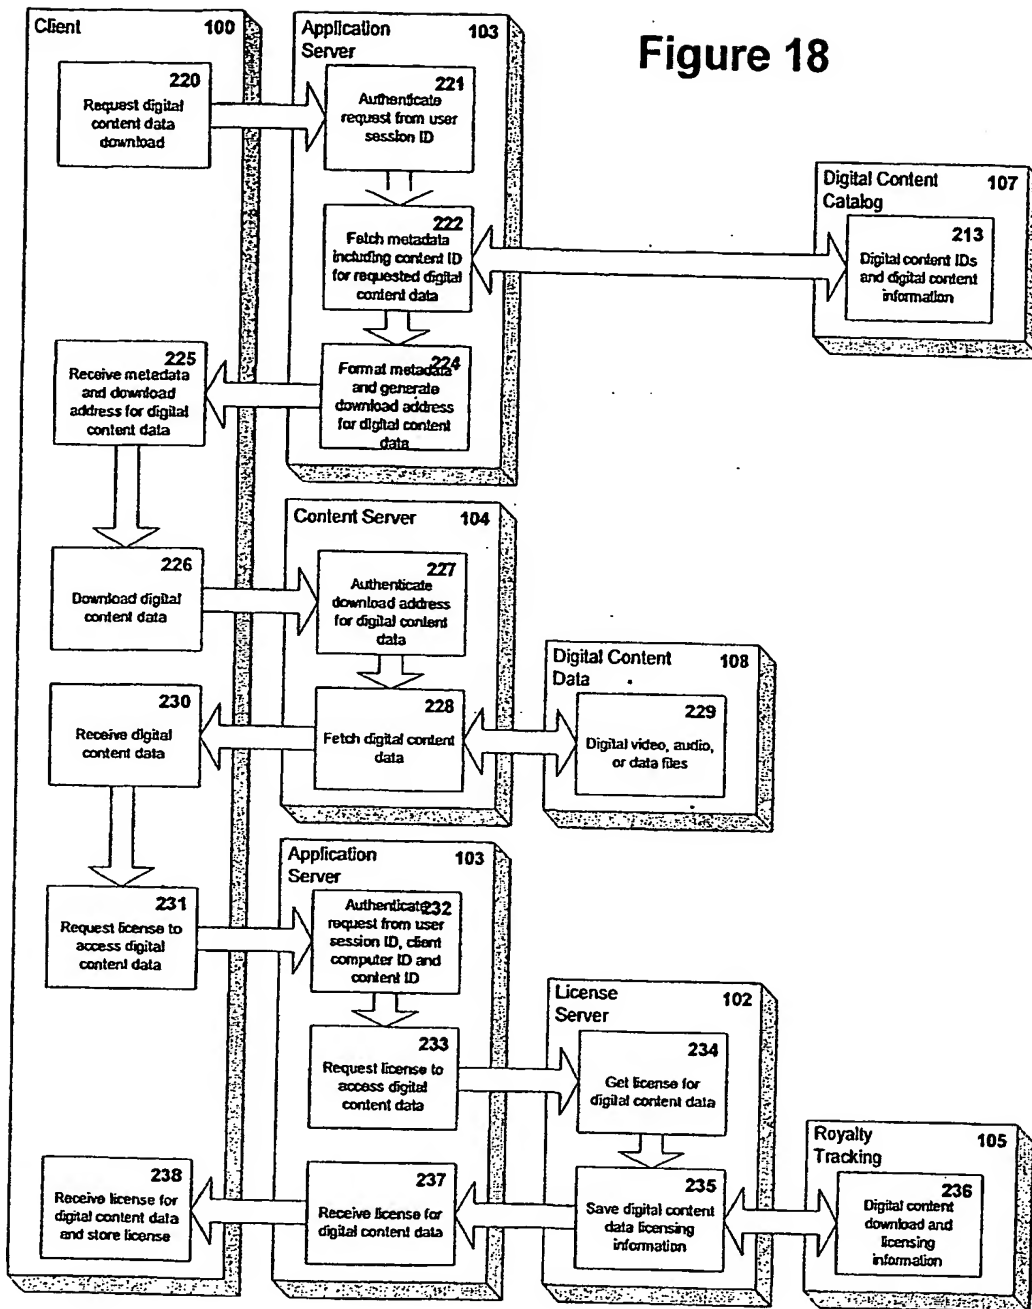 Figure 18
Client 100
220
Request digital
content data
download
Application 103
Server
221
Authenticate
request from user
session ID
222
Fetch metadata
including content ID
for requested digital
content data
Digital Content 107
Catalog
213
Digital content IDs
and digital content
information
224
Format metadata
and generate
download address
for digital content
data
225
Receive metedata
and download
address for digital
content data
226
Download digital
content data
Content Server 104
227
Authenticate
download address
for digital content
data
228
Fetch digital content
data
Digital Content 108
Data
229
Digital video, audio,
or data files
230
Receive digital
content data
231
Request license to
access digital
content data
Application 103
Server
232
Authenticate
request from user
session ID, client
computer ID and
content ID
233
Request license to
access digital
content data
License 102
Server
234
Get license for
digital content data
235
Save digital content
data licensing
information
Royalty 105
Tracking
236
Digital content
download and
licensing
information
237
Receive license for
digital content data
238
Receive license for
digital content data
and store license